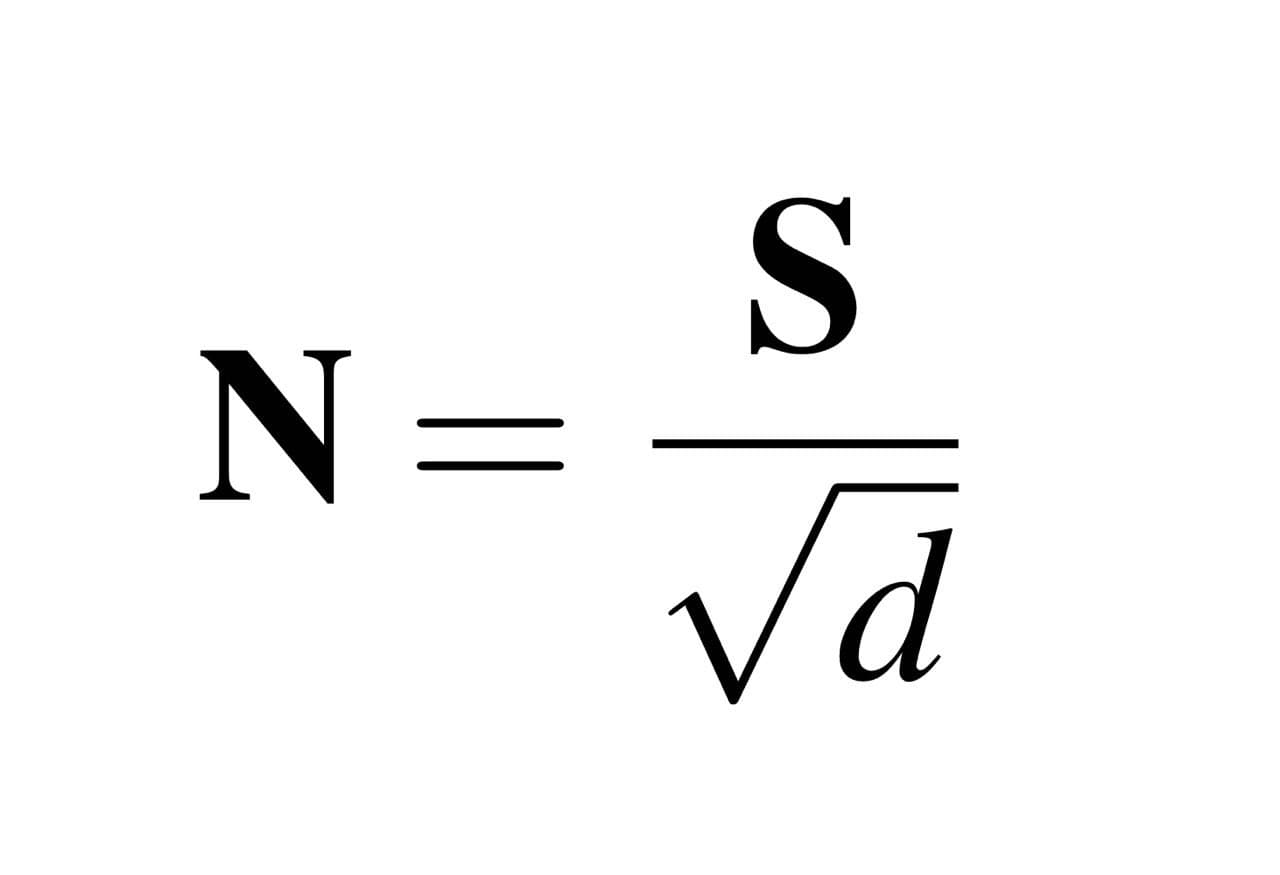 N = S / √d